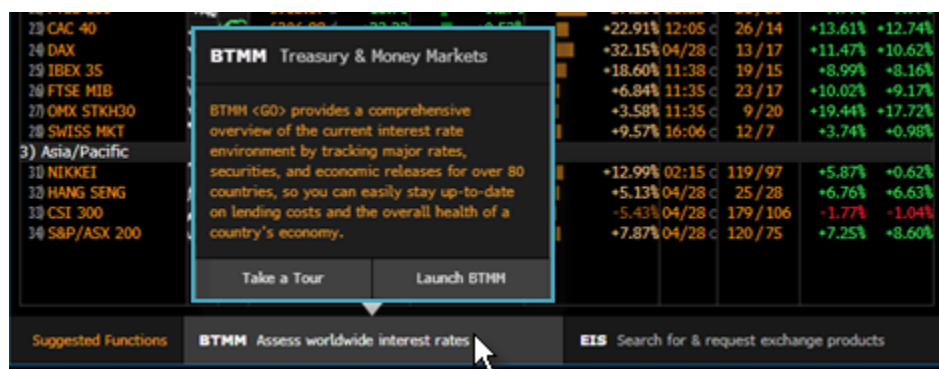 23) CAC 40 +22.91% 12:05 c 26 / 14 +13.61% +12.74%
24) DAX +32.15% 04/28 c 13 / 17 +11.47% +10.62%
25) IBEX 35 +18.60% 11:38 c 19 / 15 +8.99% +8.16%
26) FTSE MIB +6.84% 11:35 c 23 / 17 +10.02% +9.17%
27) OMX STKH30 +3.58% 11:35 c 9 / 20 +19.44% +17.72%
28) SWISS MKT +9.57% 16:06 c 12 / 7 +3.74% +0.98%
3) Asia/Pacific
31) NIKKEI +12.99% 02:15 c 119 / 97 +5.87% +0.62%
32) HANG SENG +5.13% 04/28 c 25 / 28 +6.76% +6.63%
33) CSI 300 -5.43% 04/28 c 179 / 106 -1.77% -1.04%
34) S&P/ASX 200 +7.87% 04/28 c 120 / 75 +7.25% +8.60%
BTMM Treasury & Money Markets
BTMM <GO> provides a comprehensive
overview of the current interest rate
environment by tracking major rates,
securities, and economic releases for over 80
countries, so you can easily stay up-to-date
on lending costs and the overall health of a
country's economy.
Take a Tour Launch BTMM
Suggested Functions BTMM Assess worldwide interest rates EIS Search for & request exchange products